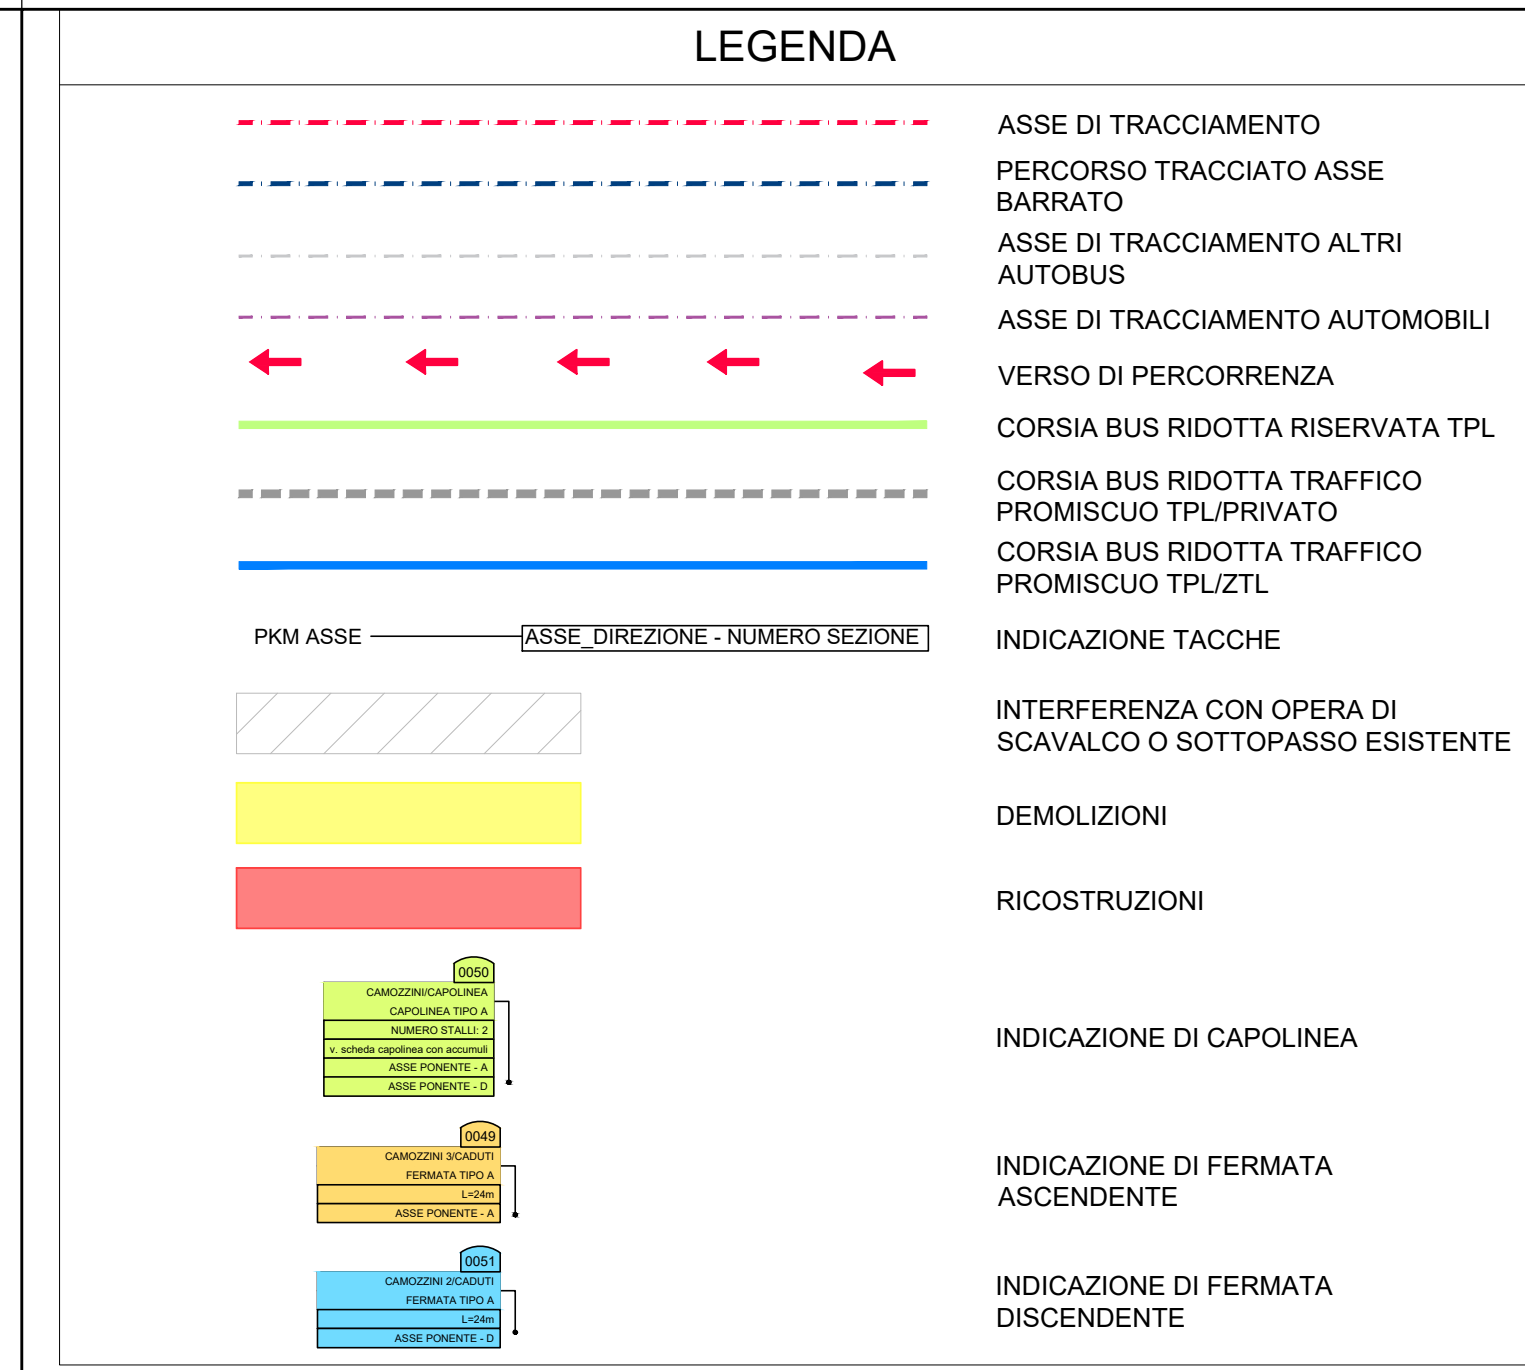 LEGENDA
ASSE DI TRACCIAMENTO
PERCORSO TRACCIATO ASSE
BARRATO
ASSE DI TRACCIAMENTO ALTRI
AUTOBUS
ASSE DI TRACCIAMENTO AUTOMOBILI
VERSO DI PERCORRENZA
CORSIA BUS RIDOTTA RISERVATA TPL
CORSIA BUS RIDOTTA TRAFFICO
PROMISCUO TPL/PRIVATO
CORSIA BUS RIDOTTA TRAFFICO
PROMISCUO TPL/ZTL
PKM ASSE
ASSE_DIREZIONE - NUMERO SEZIONE
INDICAZIONE TACCHE
INTERFERENZA CON OPERA DI
SCAVALCO O SOTTOPASSO ESISTENTE
DEMOLIZIONI
RICOSTRUZIONI
0050
CAMOZZINI/CAPOLINEA
CAPOLINEA TIPO A
NUMERO STALLI: 2
v. scheda capolinea con accumuli
ASSE PONENTE - A
ASSE PONENTE - D
INDICAZIONE DI CAPOLINEA
0049
CAMOZZINI 3/CADUTI
FERMATA TIPO A
L=24m
ASSE PONENTE - A
INDICAZIONE DI FERMATA
ASCENDENTE
0051
CAMOZZINI 2/CADUTI
FERMATA TIPO A
L=24m
ASSE PONENTE - D
INDICAZIONE DI FERMATA
DISCENDENTE